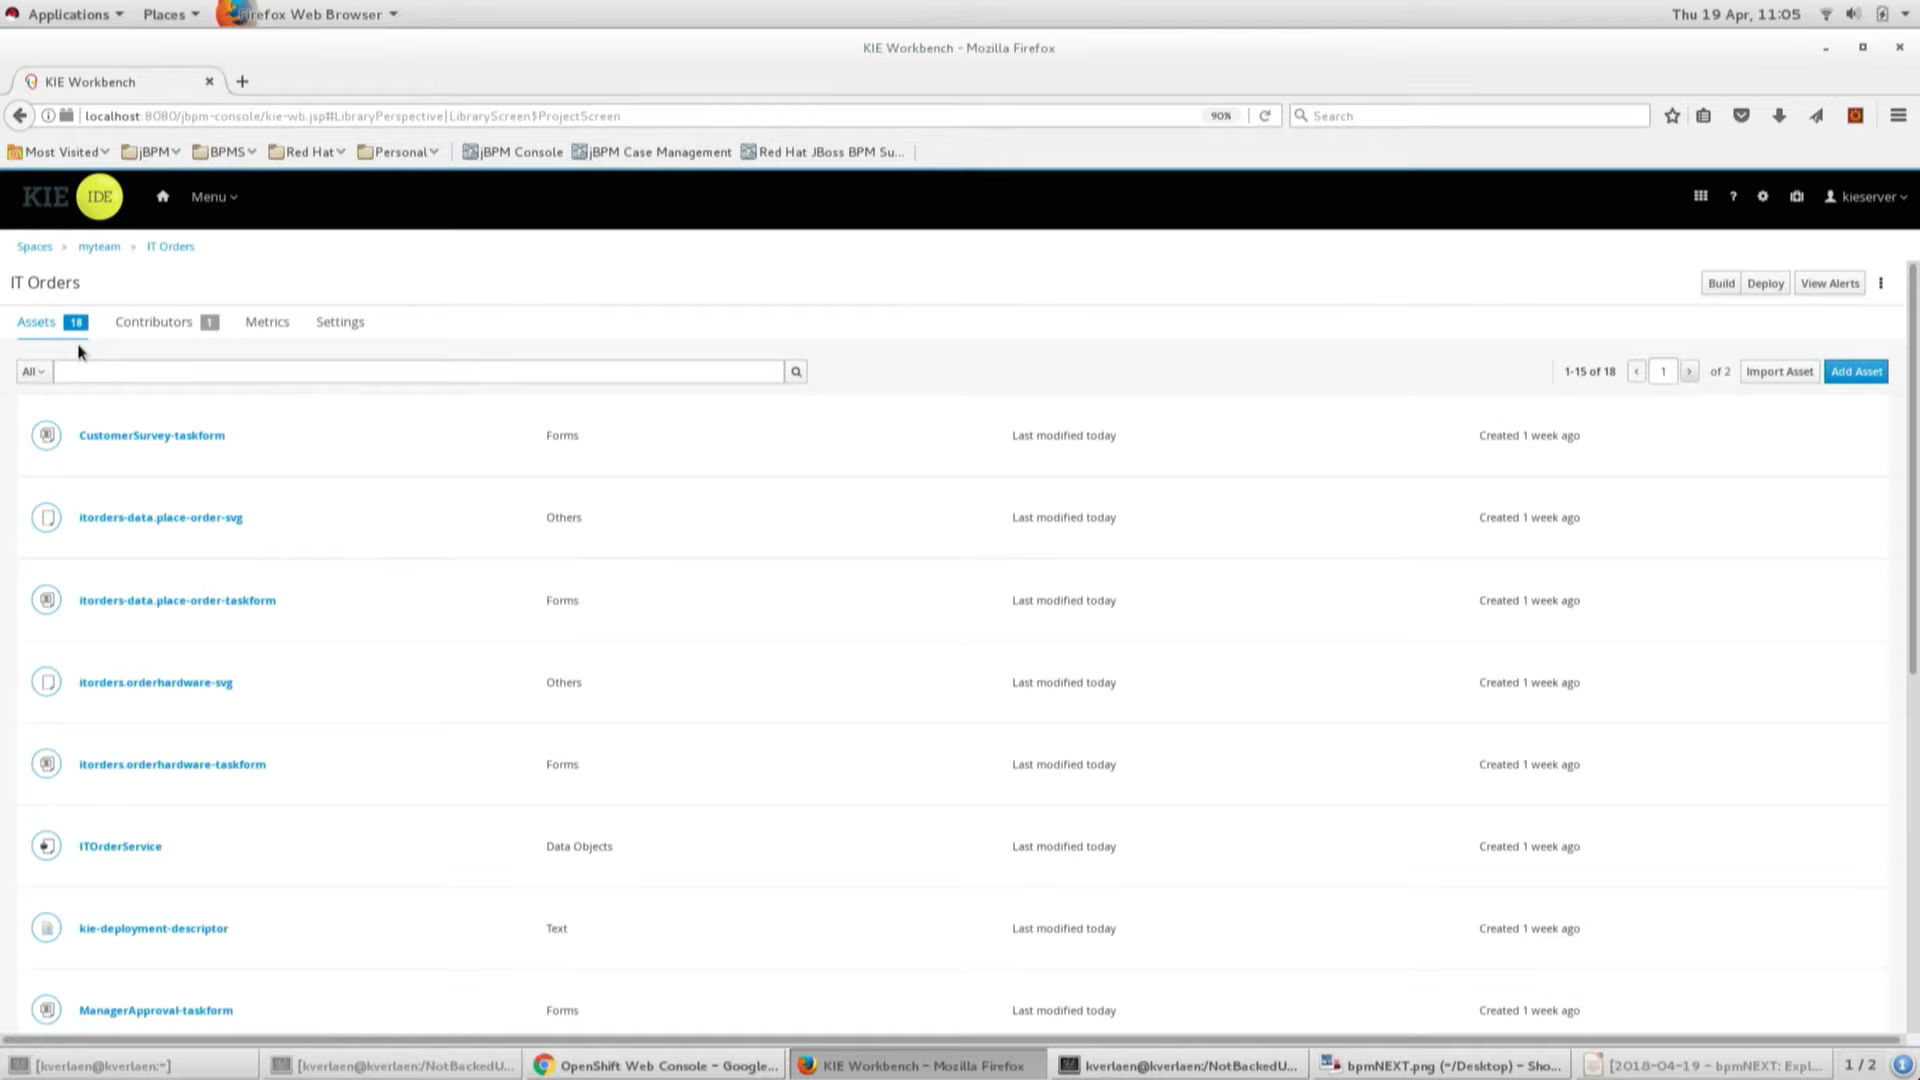 Applications Places Firefox Web Browser Thu 19 Apr, 11:05
KIE Workbench - Mozilla Firefox
KIE Workbench
localhost:8080/jbpm-console/kie-wb.jsp#LibraryPerspective|LibraryScreen$ProjectScreen 90% Search
Most Visited jBPM BPMS Red Hat Personal jBPM Console jBPM Case Management Red Hat JBoss BPM Su...
KIE IDE Menu ? kieserver
Spaces » myteam » IT Orders
IT Orders Build Deploy View Alerts
Assets 18 Contributors 1 Metrics Settings
All 1-15 of 18 < 1 > of 2 Import Asset Add Asset
CustomerSurvey-taskform Forms Last modified today Created 1 week ago
itorders-data.place-order-svg Others Last modified today Created 1 week ago
itorders-data.place-order-taskform Forms Last modified today Created 1 week ago
itorders.orderhardware-svg Others Last modified today Created 1 week ago
itorders.orderhardware-taskform Forms Last modified today Created 1 week ago
ITOrderService Data Objects Last modified today Created 1 week ago
kie-deployment-descriptor Text Last modified today Created 1 week ago
ManagerApproval-taskform Forms Last modified today Created 1 week ago
[kverlaen@kverlaen:~] [kverlaen@kverlaen:/NotBackedU... OpenShift Web Console - Google... KIE Workbench - Mozilla Firefox kverlaen@kverlaen:/NotBackedU... bpmNEXT.png (~/Desktop) - Sho... [2018-04-19 - bpmNEXT: Expl... 1 / 2 1